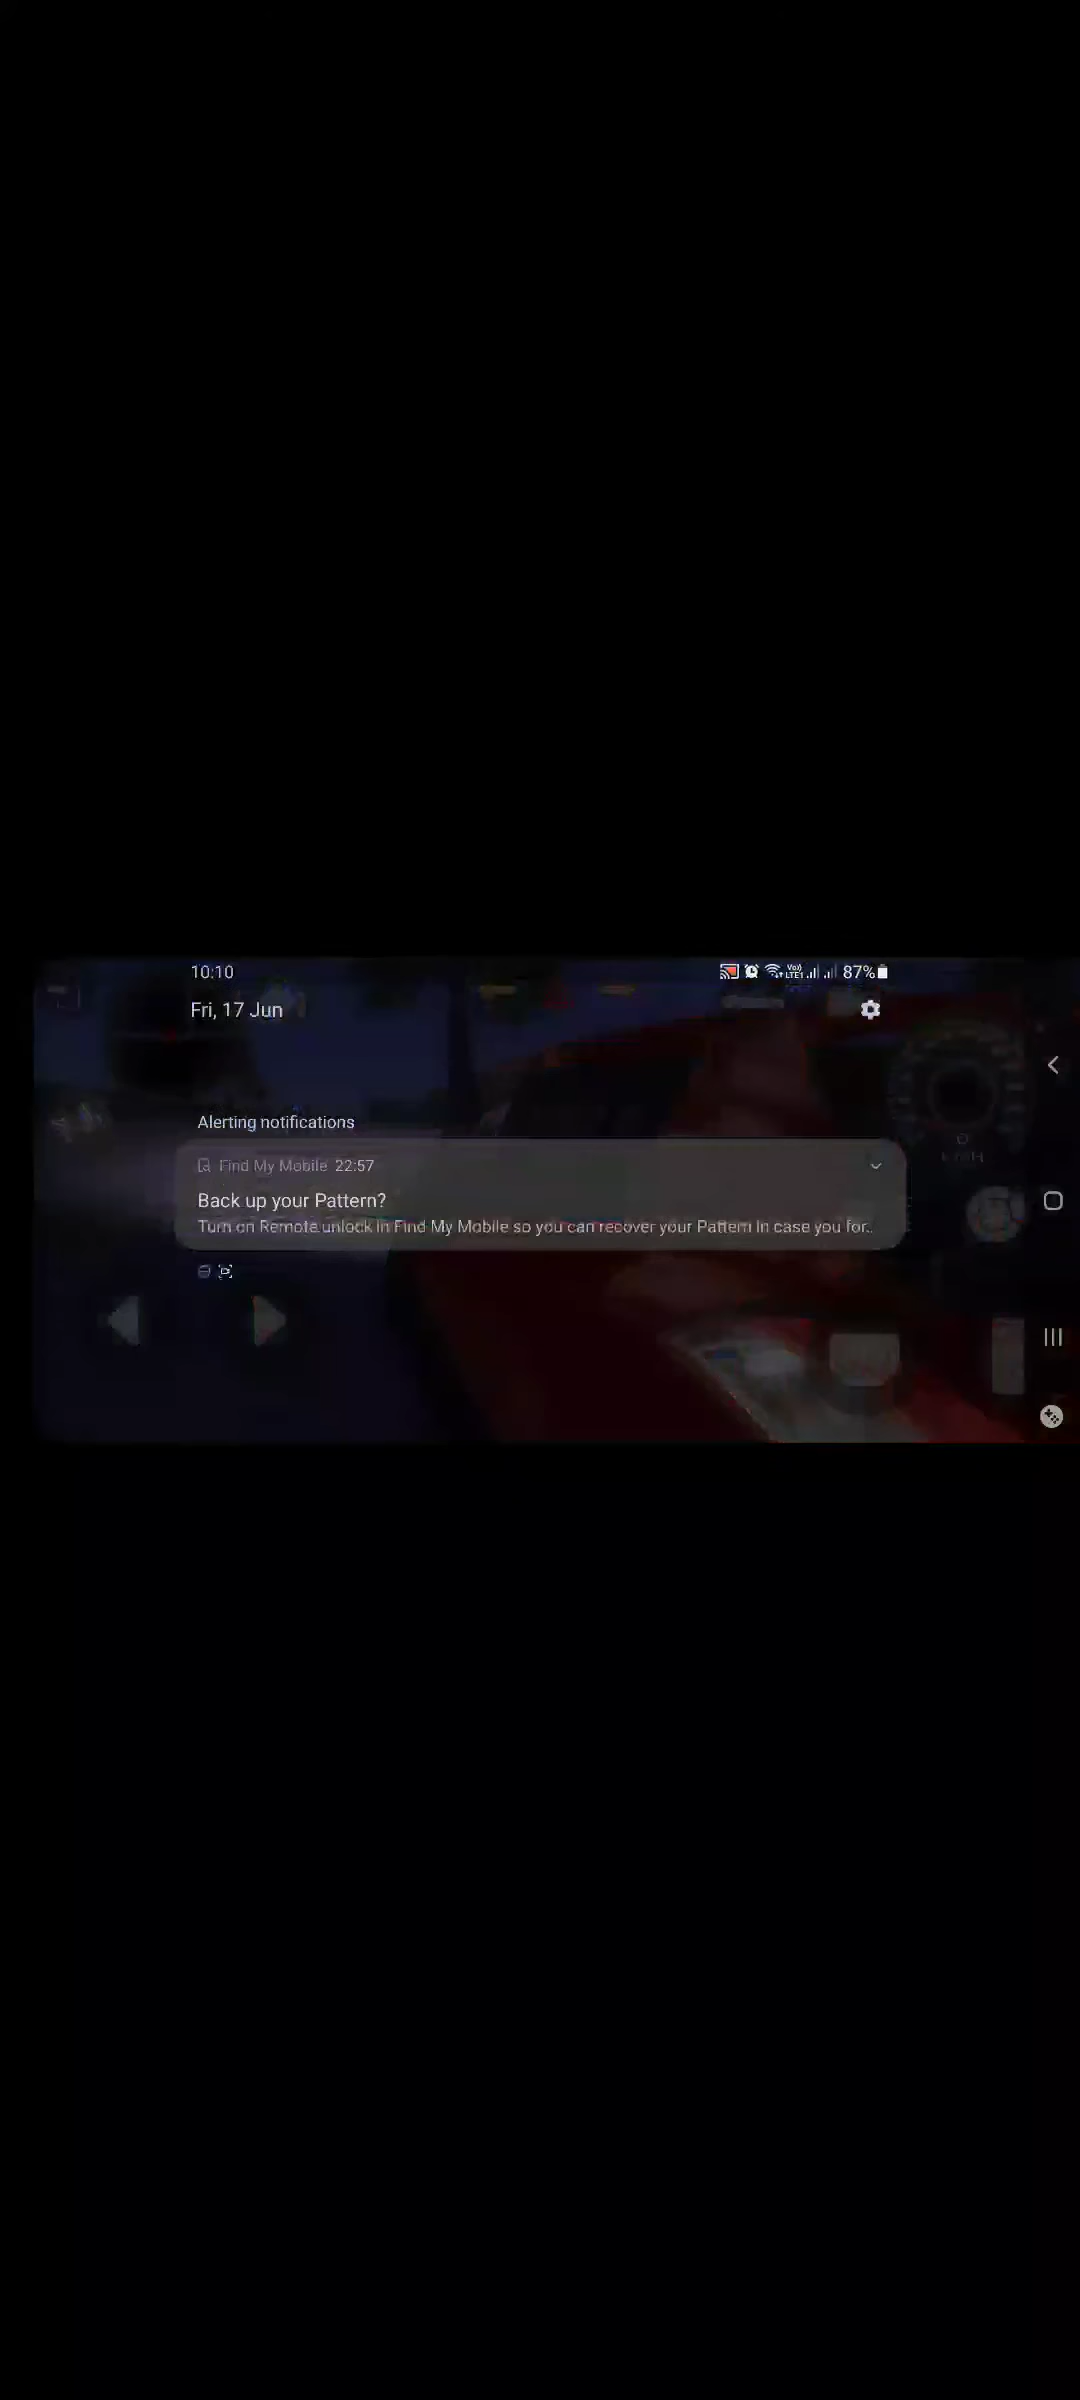 10:10
87%
Fri, 17 Jun
Alerting notifications
Find My Mobile 22:57
Back up your Pattern?
Turn on Remote unlock in Find My Mobile so you can recover your Pattern in case you for..
0